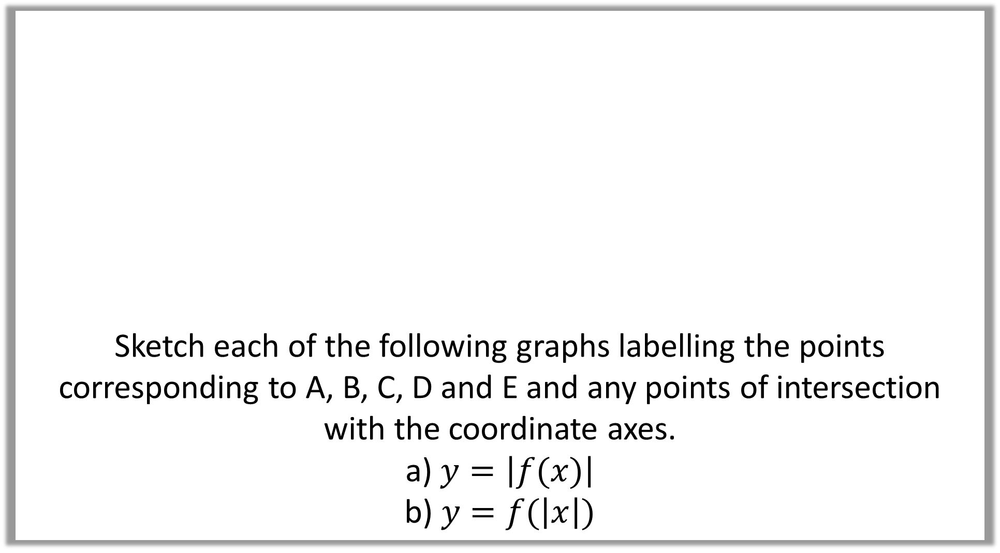 Sketch each of the following graphs labelling the points
corresponding to A, B, C, D and E and any points of intersection
with the coordinate axes.
a) y = |f(x)|
b) y = f(|x|)